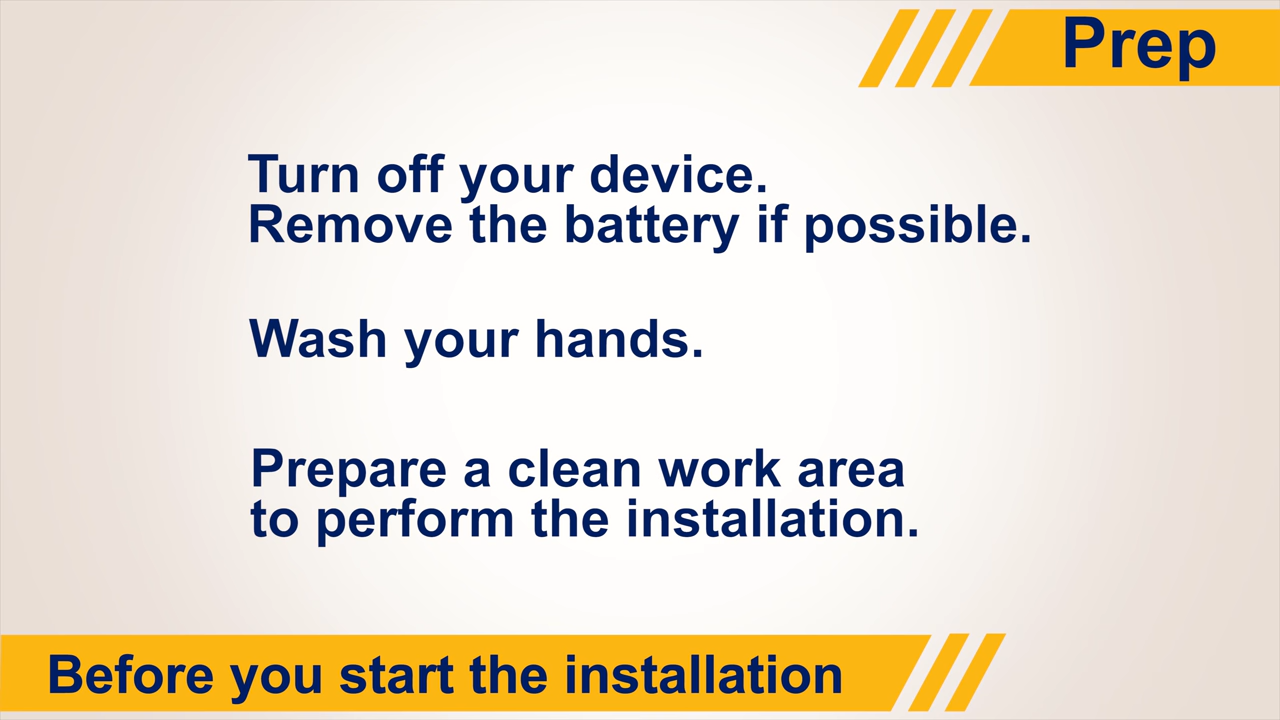 Prep
Turn off your device.
Remove the battery if possible.
Wash your hands.
Prepare a clean work area
to perform the installation.
Before you start the installation